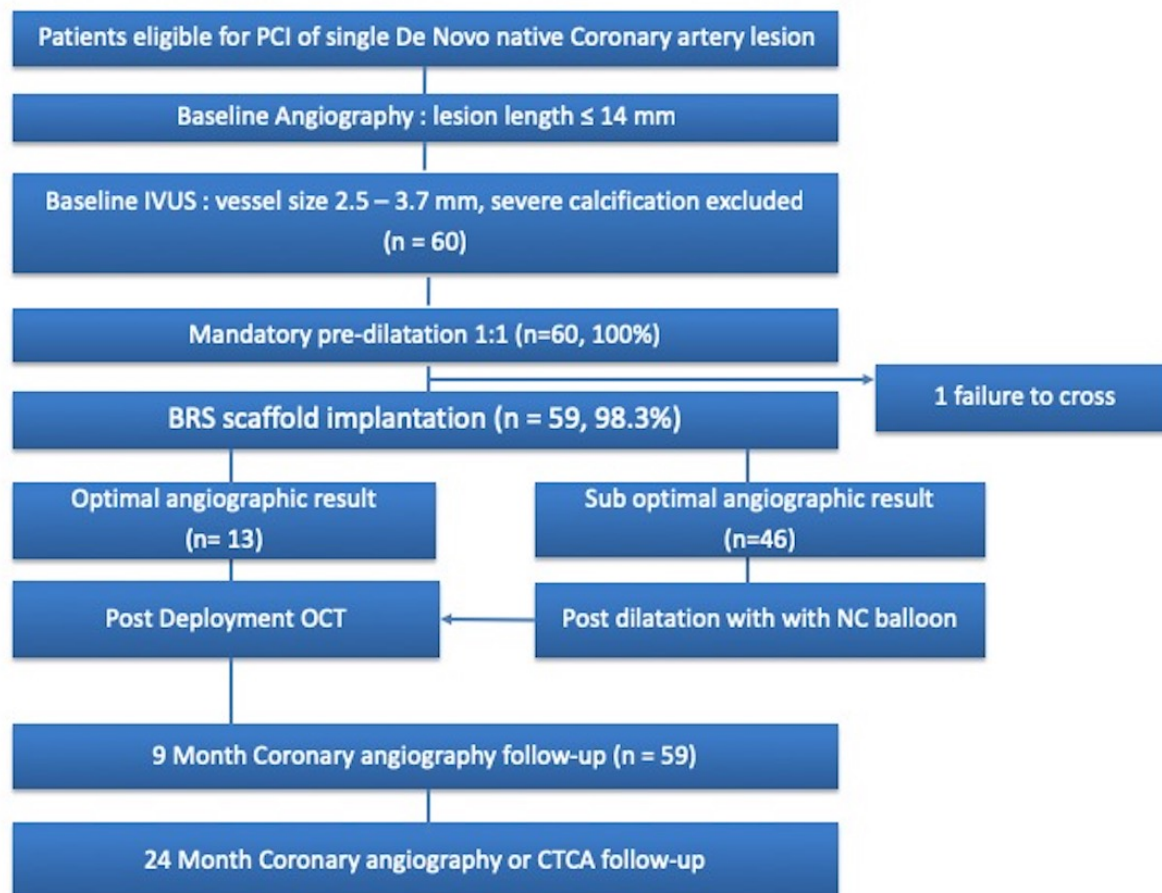 Patients eligible for PCI of single De Novo native Coronary artery lesion
Baseline Angiography : lesion length ≤ 14 mm
Baseline IVUS : vessel size 2.5 – 3.7 mm, severe calcification excluded
(n = 60)
Mandatory pre-dilatation 1:1 (n=60, 100%)
1 failure to cross
BRS scaffold implantation (n = 59, 98.3%)
Optimal angiographic result
(n= 13)
Sub optimal angiographic result
(n=46)
Post Deployment OCT
Post dilatation with with NC balloon
9 Month Coronary angiography follow-up (n = 59)
24 Month Coronary angiography or CTCA follow-up